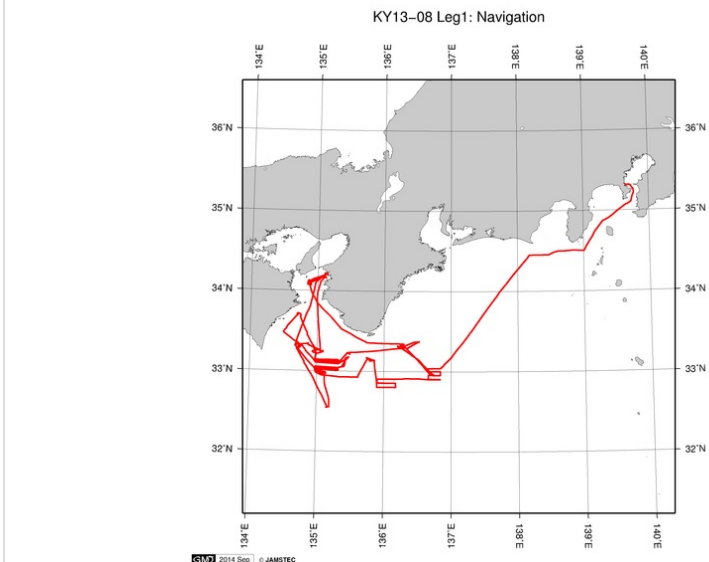 KY13−08 Leg1: Navigation
134˚E 135˚E 136˚E 137˚E 138˚E 139˚E 140˚E
36˚N 36˚N
35˚N 35˚N
34˚N 34˚N
33˚N 33˚N
32˚N 32˚N
134˚E 135˚E 136˚E 137˚E 138˚E 139˚E 140˚E
GMD 2014 Sep © JAMSTEC